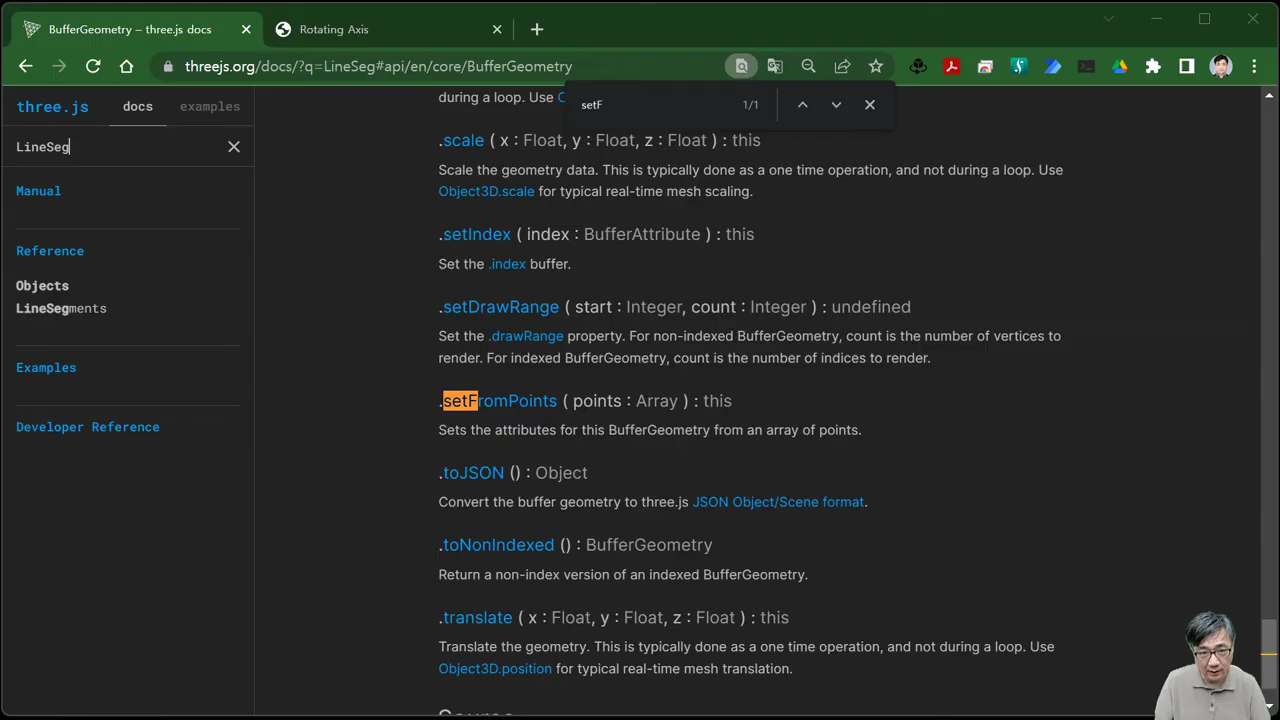 BufferGeometry – three.js docs
Rotating Axis
threejs.org/docs/?q=LineSeg#api/en/core/BufferGeometry
three.js
docs
examples
LineSeg
Manual
Reference
Objects
LineSegments
Examples
Developer Reference
setF
1/1
during a loop. Use
.scale ( x : Float, y : Float, z : Float ) : this
Scale the geometry data. This is typically done as a one time operation, and not during a loop. Use
Object3D.scale for typical real-time mesh scaling.
.setIndex ( index : BufferAttribute ) : this
Set the .index buffer.
.setDrawRange ( start : Integer, count : Integer ) : undefined
Set the .drawRange property. For non-indexed BufferGeometry, count is the number of vertices to
render. For indexed BufferGeometry, count is the number of indices to render.
.setFromPoints ( points : Array ) : this
Sets the attributes for this BufferGeometry from an array of points.
.toJSON () : Object
Convert the buffer geometry to three.js JSON Object/Scene format.
.toNonIndexed () : BufferGeometry
Return a non-index version of an indexed BufferGeometry.
.translate ( x : Float, y : Float, z : Float ) : this
Translate the geometry. This is typically done as a one time operation, and not during a loop. Use
Object3D.position for typical real-time mesh translation.